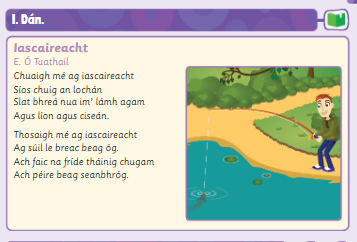 1. Dán.
Iascaireacht
E. Ó Tuathail
Chuaigh mé ag iascaireacht
Síos chuig an lochán
Slat bhreá nua im' lámh agam
Agus líon agus ciseán.
Thosaigh mé ag iascaireacht
Ag súil le breac beag óg.
Ach faic na fríde tháinig chugam
Ach péire beag seanbhróg.